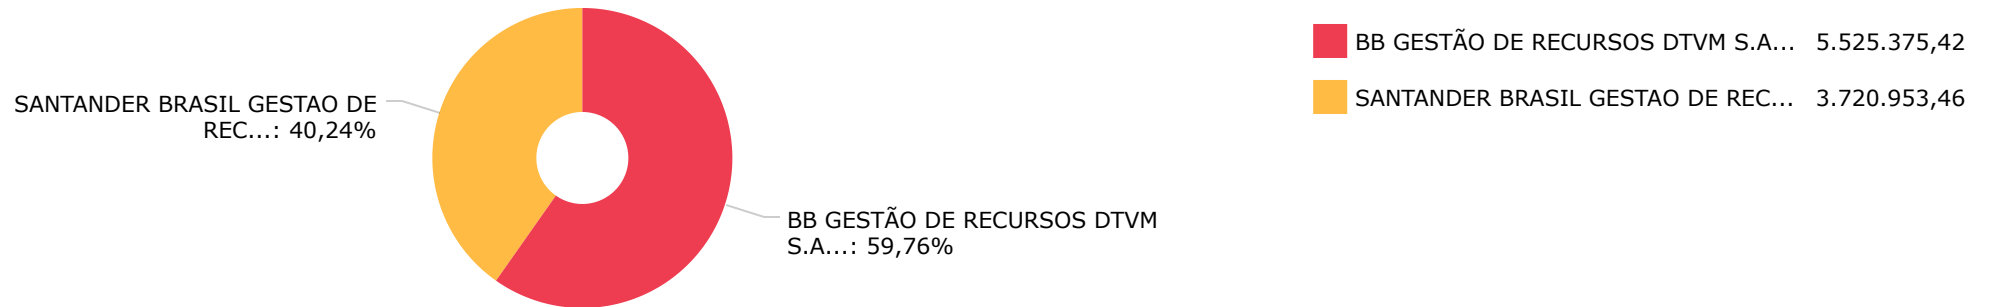 SANTANDER BRASIL GESTAO DE
REC...: 40,24%
BB GESTÃO DE RECURSOS DTVM
S.A...: 59,76%
BB GESTÃO DE RECURSOS DTVM S.A... 5.525.375,42
SANTANDER BRASIL GESTAO DE REC... 3.720.953,46